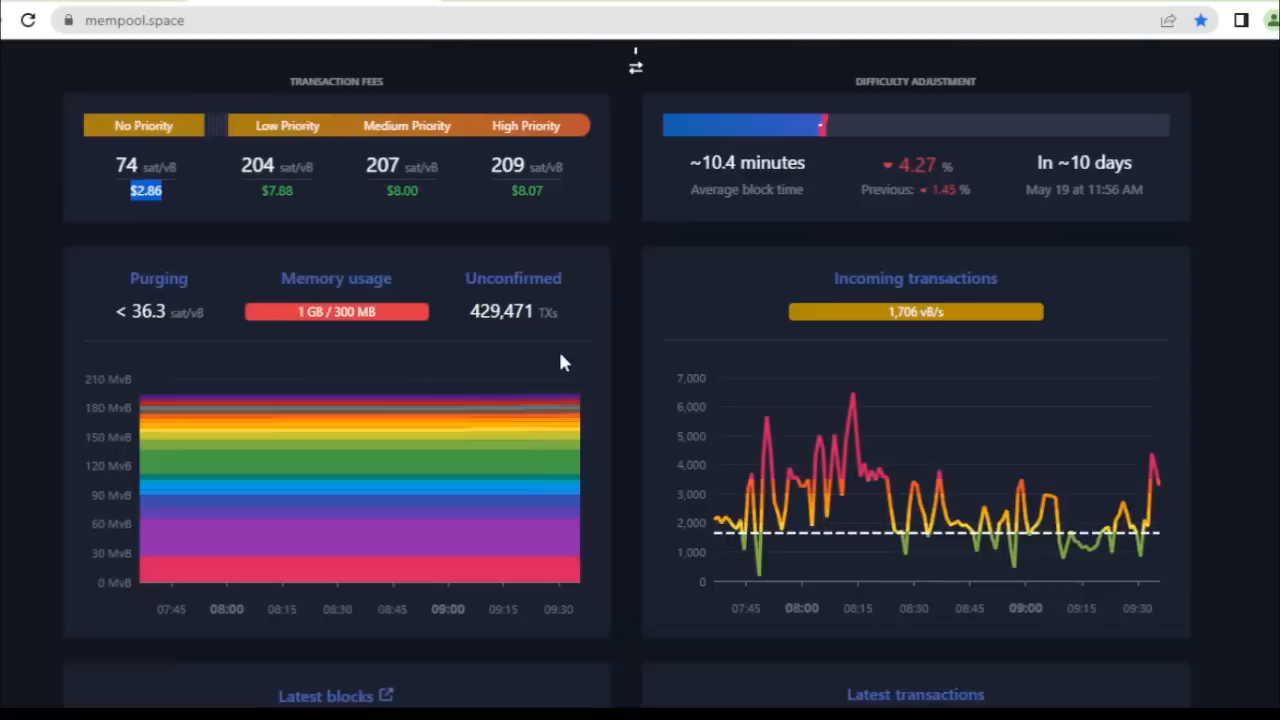 mempool.space
TRANSACTION FEES
No Priority Low Priority Medium Priority High Priority
74 sat/vB 204 sat/vB 207 sat/vB 209 sat/vB
$2.86 $7.88 $8.00 $8.07
DIFFICULTY ADJUSTMENT
~10.4 minutes 4.27 % In ~10 days
Average block time Previous: 1.45 % May 19 at 11:56 AM
Purging Memory usage Unconfirmed
< 36.3 sat/vB 1 GB / 300 MB 429,471 TXs
210 MvB
180 MvB
150 MvB
120 MvB
90 MvB
60 MvB
30 MvB
0 MvB
07:45 08:00 08:15 08:30 08:45 09:00 09:15 09:30
Incoming transactions
1,706 vB/s
7,000
6,000
5,000
4,000
3,000
2,000
1,000
0
07:45 08:00 08:15 08:30 08:45 09:00 09:15 09:30
Latest blocks
Latest transactions